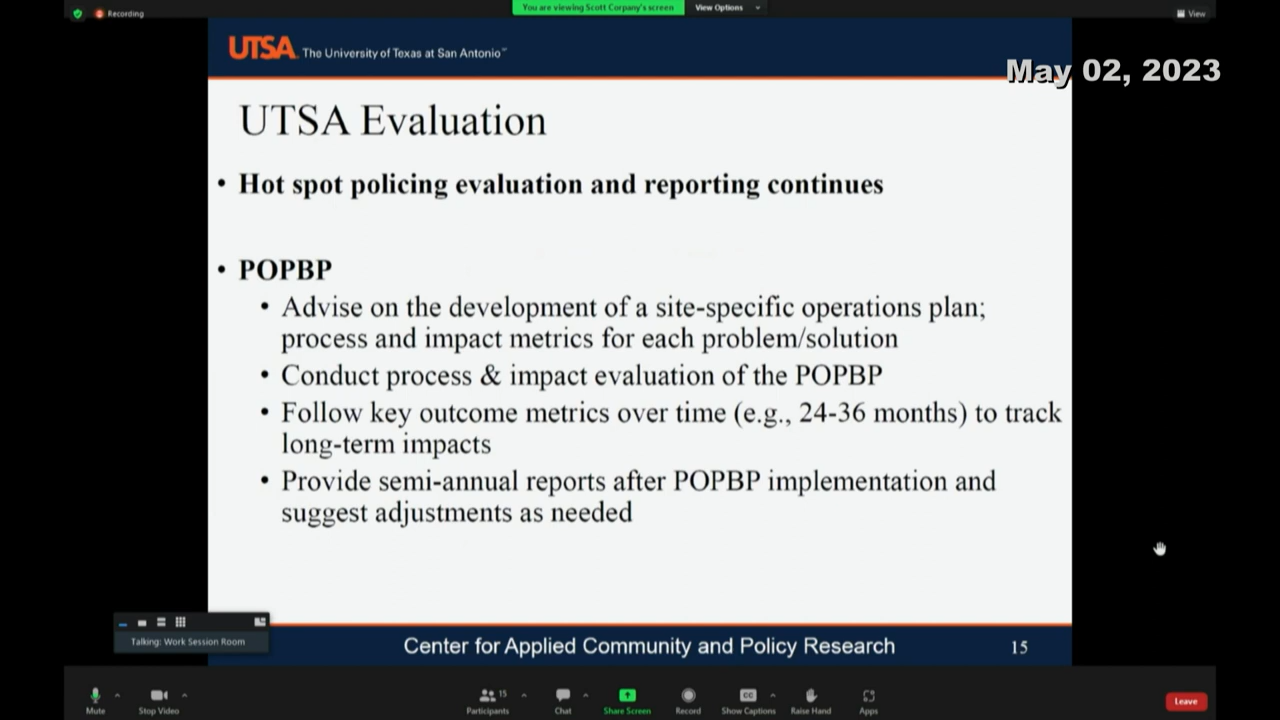 Recording
You are viewing Scott Corpany's screen
View Options
View
UTSA The University of Texas at San Antonio™
May 02, 2023
UTSA Evaluation
• Hot spot policing evaluation and reporting continues
• POPBP
• Advise on the development of a site-specific operations plan;
process and impact metrics for each problem/solution
• Conduct process & impact evaluation of the POPBP
• Follow key outcome metrics over time (e.g., 24-36 months) to track
long-term impacts
• Provide semi-annual reports after POPBP implementation and
suggest adjustments as needed
Talking: Work Session Room
Center for Applied Community and Policy Research
15
Mute
Stop Video
Participants
15
Chat
Share Screen
Record
CC
Show Captions
Raise Hand
Apps
Leave